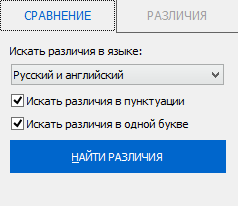 СРАВНЕНИЕ РАЗЛИЧИЯ
Искать различия в языке:
Русский и английский
Искать различия в пунктуации
Искать различия в одной букве
НАЙТИ РАЗЛИЧИЯ